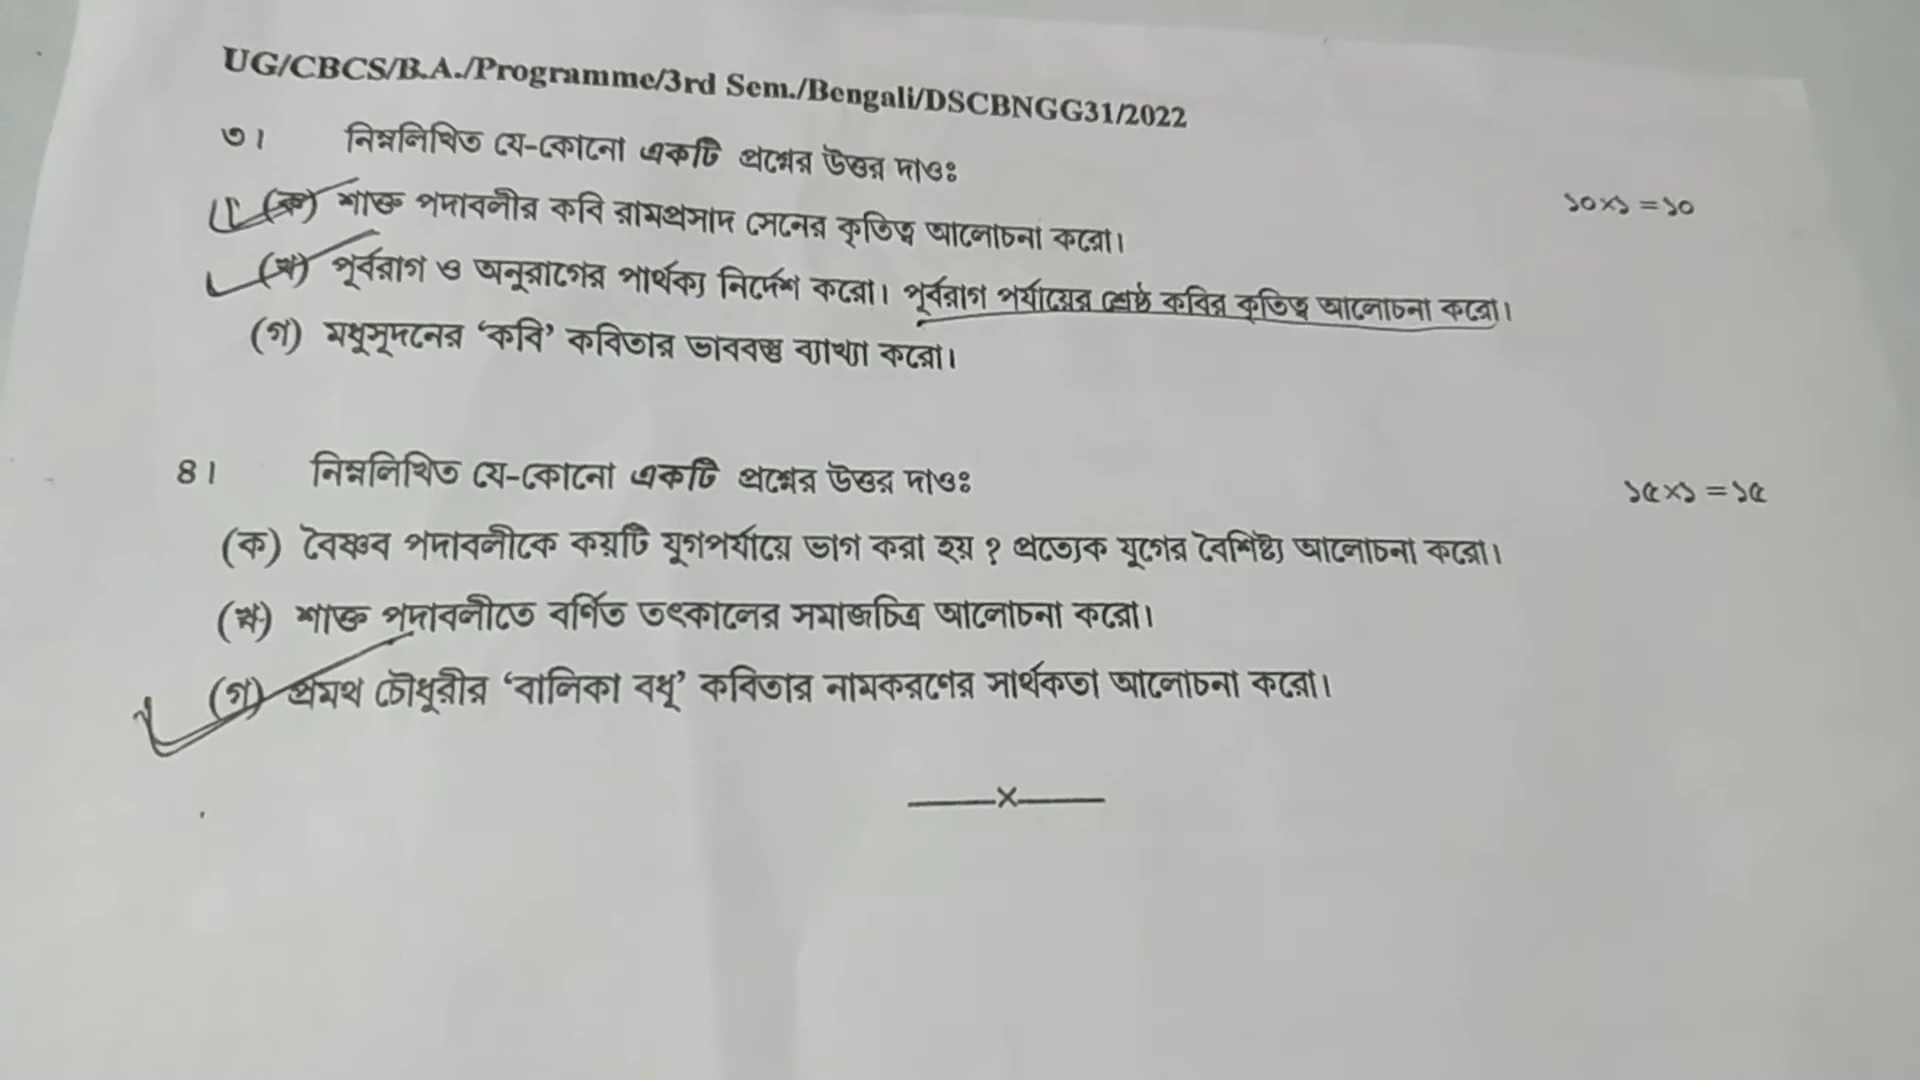 UG/CBCS/B.A./Programme/3rd Sem./Bengali/DSCBNGG31/2022
৩। নিম্নলিখিত যে-কোনো একটি প্রশ্নের উত্তর দাওঃ ১০×১=১০
(ক) শাক্ত পদাবলীর কবি রামপ্রসাদ সেনের কৃতিত্ব আলোচনা করো।
(খ) পূর্বরাগ ও অনুরাগের পার্থক্য নির্দেশ করো। পূর্বরাগ পর্যায়ের শ্রেষ্ঠ কবির কৃতিত্ব আলোচনা করো।
(গ) মধুসূদনের ‘কবি’ কবিতার ভাববস্তু ব্যাখ্যা করো।
৪। নিম্নলিখিত যে-কোনো একটি প্রশ্নের উত্তর দাওঃ ১৫×১=১৫
(ক) বৈষ্ণব পদাবলীকে কয়টি যুগপর্যায়ে ভাগ করা হয় ? প্রত্যেক যুগের বৈশিষ্ট্য আলোচনা করো।
(খ) শাক্ত পদাবলীতে বর্ণিত তৎকালের সমাজচিত্র আলোচনা করো।
(গ) প্রমথ চৌধুরীর ‘বালিকা বধূ’ কবিতার নামকরণের সার্থকতা আলোচনা করো।
———×———